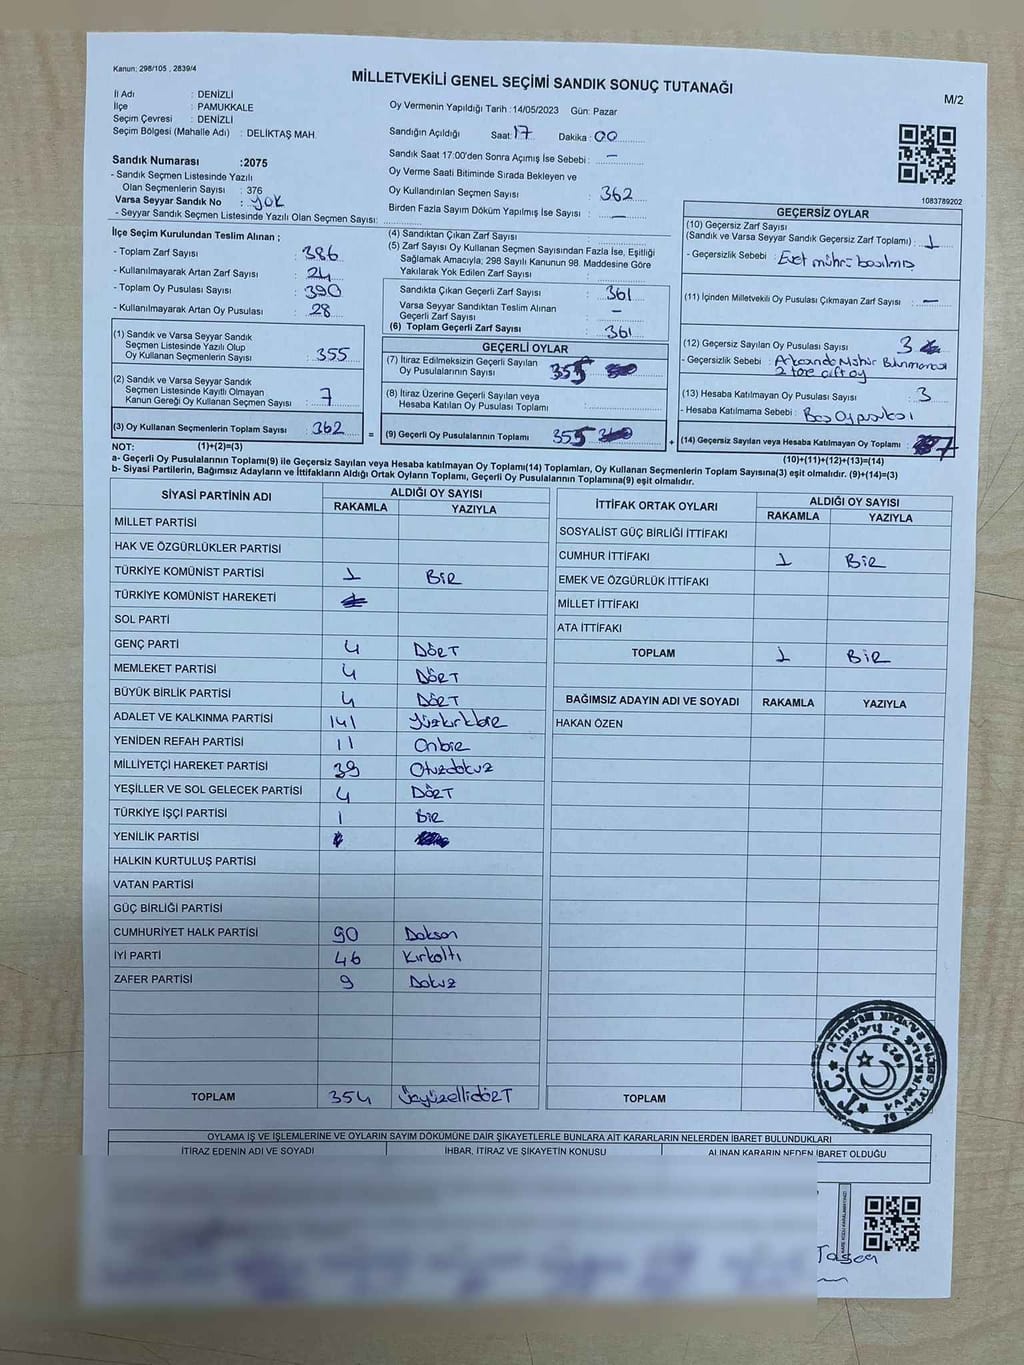 Kanun: 298/105 , 2839/4
MİLLETVEKİLİ GENEL SEÇİMİ SANDIK SONUÇ TUTANAĞI
M/2
İl Adı : DENİZLİ
İlçe : PAMUKKALE
Seçim Çevresi : DENİZLİ
Seçim Bölgesi (Mahalle Adı) : DELİKTAŞ MAH.
Sandık Numarası :2075
- Sandık Seçmen Listesinde Yazılı
Olan Seçmenlerin Sayısı : 376
Varsa Seyyar Sandık No : YOK
- Seyyar Sandık Seçmen Listesinde Yazılı Olan Seçmen Sayısı:
Oy Vermenin Yapıldığı Tarih :14/05/2023 Gün: Pazar
Sandığın Açıldığı Saat: 17 Dakika : 00
Sandık Saat 17:00'den Sonra Açımış İse Sebebi : -
Oy Verme Saati Bitiminde Sırada Bekleyen ve
Oy Kullandırılan Seçmen Sayısı : 362
Birden Fazla Sayım Döküm Yapılmış İse Sayısı : -
1083789202
İlçe Seçim Kurulundan Teslim Alınan ;
- Toplam Zarf Sayısı : 386
- Kullanılmayarak Artan Zarf Sayısı : 24
- Toplam Oy Pusulası Sayısı : 390
- Kullanılmayarak Artan Oy Pusulası : 28
(4) Sandıktan Çıkan Zarf Sayısı :
(5) Zarf Sayısı Oy Kullanan Seçmen Sayısından Fazla İse, Eşitliği
Sağlamak Amacıyla, 298 Sayılı Kanunun 98. Maddesine Göre
Yakılarak Yok Edilen Zarf Sayısı :
Sandıkta Çıkan Geçerli Zarf Sayısı : 361
Varsa Seyyar Sandıktan Teslim Alınan
Geçerli Zarf Sayısı : -
(6) Toplam Geçerli Zarf Sayısı : 361
GEÇERSİZ OYLAR
(10) Geçersiz Zarf Sayısı
(Sandık ve Varsa Seyyar Sandık Geçersiz Zarf Toplamı) : 1
- Geçersizlik Sebebi : Evet mührü basılmış
(11) İçinden Milletvekili Oy Pusulası Çıkmayan Zarf Sayısı : -
(12) Geçersiz Sayılan Oy Pusulası Sayısı : 3
- Geçersizlik Sebebi : Arkasında Mühür Bulunmaması
2 tane çift oy
(13) Hesaba Katılmayan Oy Pusulası Sayısı : 3
- Hesaba Katılmama Sebebi : Boş Oy pusulası
(14) Geçersiz Sayılan veya Hesaba Katılmayan Oy Toplamı : 7
(10)+(11)+(12)+(13)=(14)
(1) Sandık ve Varsa Seyyar Sandık
Seçmen Listesinde Yazılı Olup
Oy Kullanan Seçmenlerin Sayısı : 355
(2) Sandık ve Varsa Seyyar Sandık
Seçmen Listesinde Kayıtlı Olmayan
Kanun Gereği Oy Kullanan Seçmen Sayısı : 7
(3) Oy Kullanan Seçmenlerin Toplam Sayısı : 362 =
GEÇERLİ OYLAR
(7) İtiraz Edilmeksizin Geçerli Sayılan
Oy Pusulalarının Sayısı : 355
(8) İtiraz Üzerine Geçerli Sayılan veya
Hesaba Katılan Oy Pusulası Toplamı :
(9) Geçerli Oy Pusulalarının Toplamı : 355 +
NOT: (1)+(2)=(3)
a- Geçerli Oy Pusulalarının Toplamı(9) ile Geçersiz Sayılan veya Hesaba katılmayan Oy Toplamı(14) Toplamları, Oy Kullanan Seçmenlerin Toplam Sayısına(3) eşit olmalıdır. (9)+(14)=(3)
b- Siyasi Partilerin, Bağımsız Adayların ve İttifakların Aldığı Ortak Oyların Toplamı, Geçerli Oy Pusulalarının Toplamına(9) eşit olmalıdır.
SİYASİ PARTİNİN ADI ALDIĞI OY SAYISI
RAKAMLA YAZIYLA
MİLLET PARTİSİ
HAK VE ÖZGÜRLÜKLER PARTİSİ
TÜRKİYE KOMÜNİST PARTİSİ 1 BİR
TÜRKİYE KOMÜNİST HAREKETİ
SOL PARTİ
GENÇ PARTİ 4 DÖRT
MEMLEKET PARTİSİ 4 DÖRT
BÜYÜK BİRLİK PARTİSİ 4 DÖRT
ADALET VE KALKINMA PARTİSİ 141 Yüzkırkbir
YENİDEN REFAH PARTİSİ 11 Onbir
MİLLİYETÇİ HAREKET PARTİSİ 39 Otuzdokuz
YEŞİLLER VE SOL GELECEK PARTİSİ 4 DÖRT
TÜRKİYE İŞÇİ PARTİSİ 1 BİR
YENİLİK PARTİSİ
HALKIN KURTULUŞ PARTİSİ
VATAN PARTİSİ
GÜÇ BİRLİĞİ PARTİSİ
CUMHURİYET HALK PARTİSİ 90 Doksan
İYİ PARTİ 46 Kırkaltı
ZAFER PARTİSİ 9 Dokuz
TOPLAM 354 Üçyüzellidört
İTTİFAK ORTAK OYLARI ALDIĞI OY SAYISI
RAKAMLA YAZIYLA
SOSYALİST GÜÇ BİRLİĞİ İTTİFAKI
CUMHUR İTTİFAKI 1 BİR
EMEK VE ÖZGÜRLÜK İTTİFAKI
MİLLET İTTİFAKI
ATA İTTİFAKI
TOPLAM 1 BİR
BAĞIMSIZ ADAYIN ADI VE SOYADI RAKAMLA YAZIYLA
HAKAN ÖZEN
TOPLAM
T.C.
OYLAMA İŞ VE İŞLEMLERİNE VE OYLARIN SAYIM DÖKÜMÜNE DAİR ŞİKAYETLERLE BUNLARA AİT KARARLARIN NELERDEN İBARET BULUNDUKLARI
İTİRAZ EDENİN ADI VE SOYADI İHBAR, İTİRAZ VE ŞİKAYETİN KONUSU ALINAN KARARIN NEDEN İBARET OLDUĞU